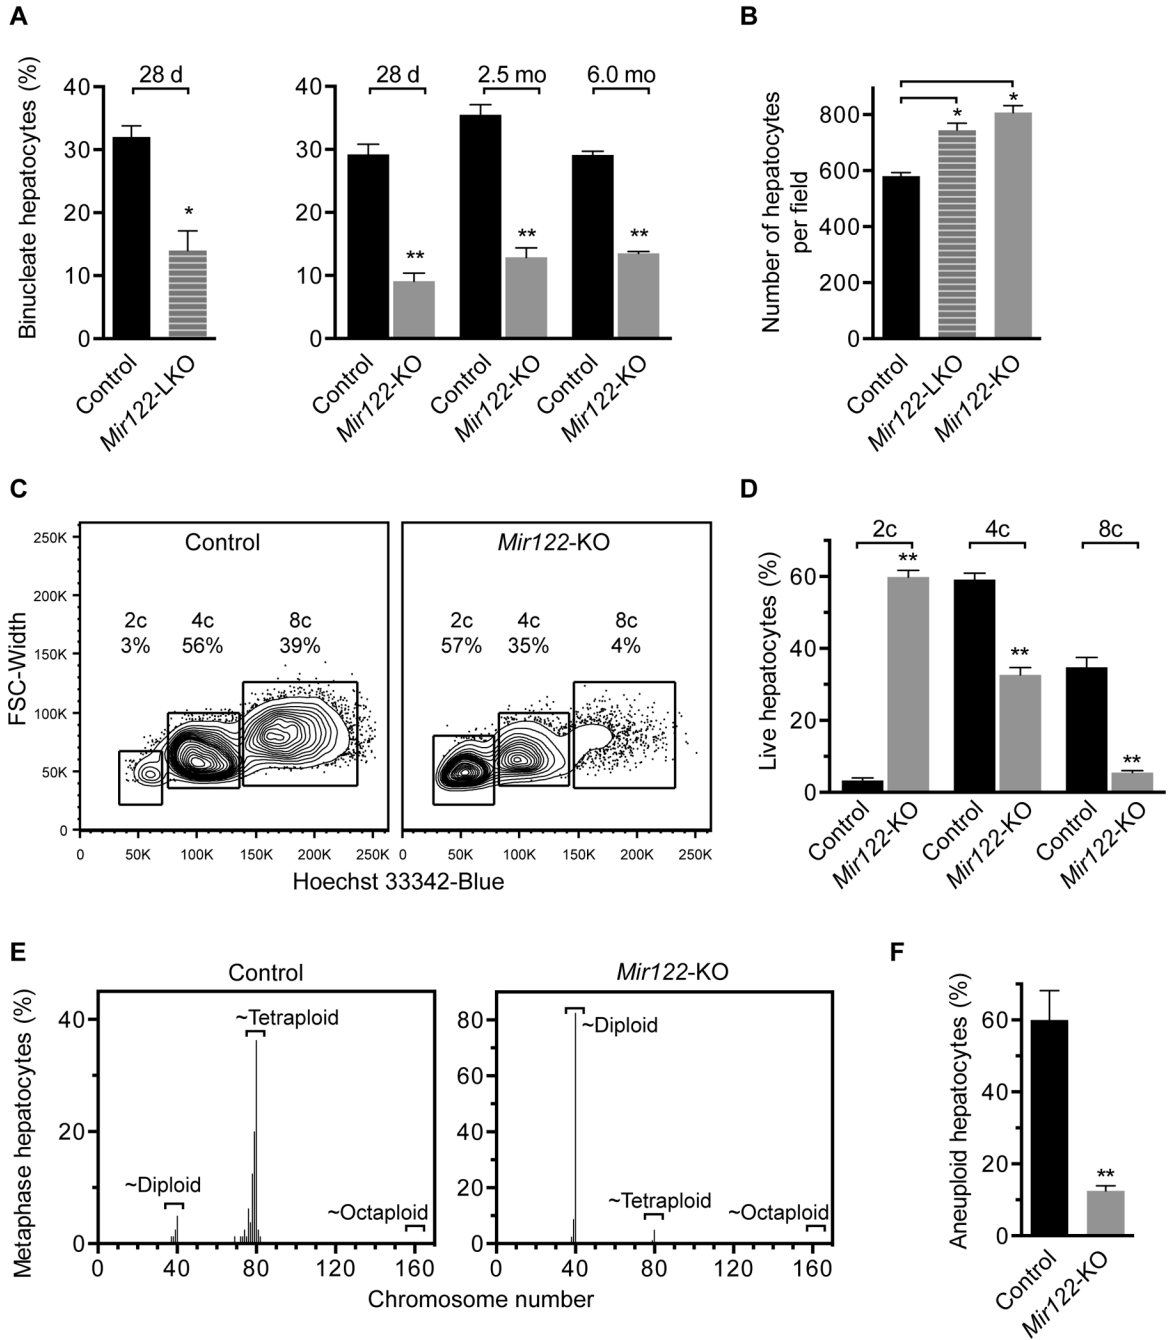 A
Binucleate hepatocytes (%)
28 d
40
30
20
10
0
*
Control
Mir122-LKO
28 d
2.5 mo
6.0 mo
40
30
20
10
0
**
**
**
Control
Mir122-KO
Control
Mir122-KO
Control
Mir122-KO
B
Number of hepatocytes
per field
800
600
400
200
0
*
*
Control
Mir122-LKO
Mir122-KO
C
FSC-Width
250K
200K
150K
100K
50K
0
Control
2c 4c 8c
3% 56% 39%
0 50K 100K 150K 200K 250K
Mir122-KO
2c 4c 8c
57% 35% 4%
0 50K 100K 150K 200K 250K
Hoechst 33342-Blue
D
Live hepatocytes (%)
2c 4c 8c
60
40
20
0
**
**
**
Control
Mir122-KO
Control
Mir122-KO
Control
Mir122-KO
E
Metaphase hepatocytes (%)
Control
40
20
0
~Tetraploid
~Diploid
~Octaploid
0 40 80 120 160
Mir122-KO
80
60
40
20
0
~Diploid
~Tetraploid
~Octaploid
0 40 80 120 160
Chromosome number
F
Aneuploid hepatocytes (%)
60
40
20
0
**
Control
Mir122-KO